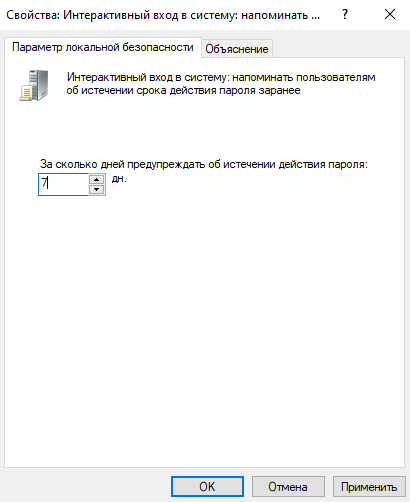 Свойства: Интерактивный вход в систему: напоминать ...
?
Параметр локальной безопасности
Объяснение
Интерактивный вход в систему: напоминать пользователям
об истечении срока действия пароля заранее
За сколько дней предупреждать об истечении действия пароля:
7
дн.
OK
Отмена
Применить